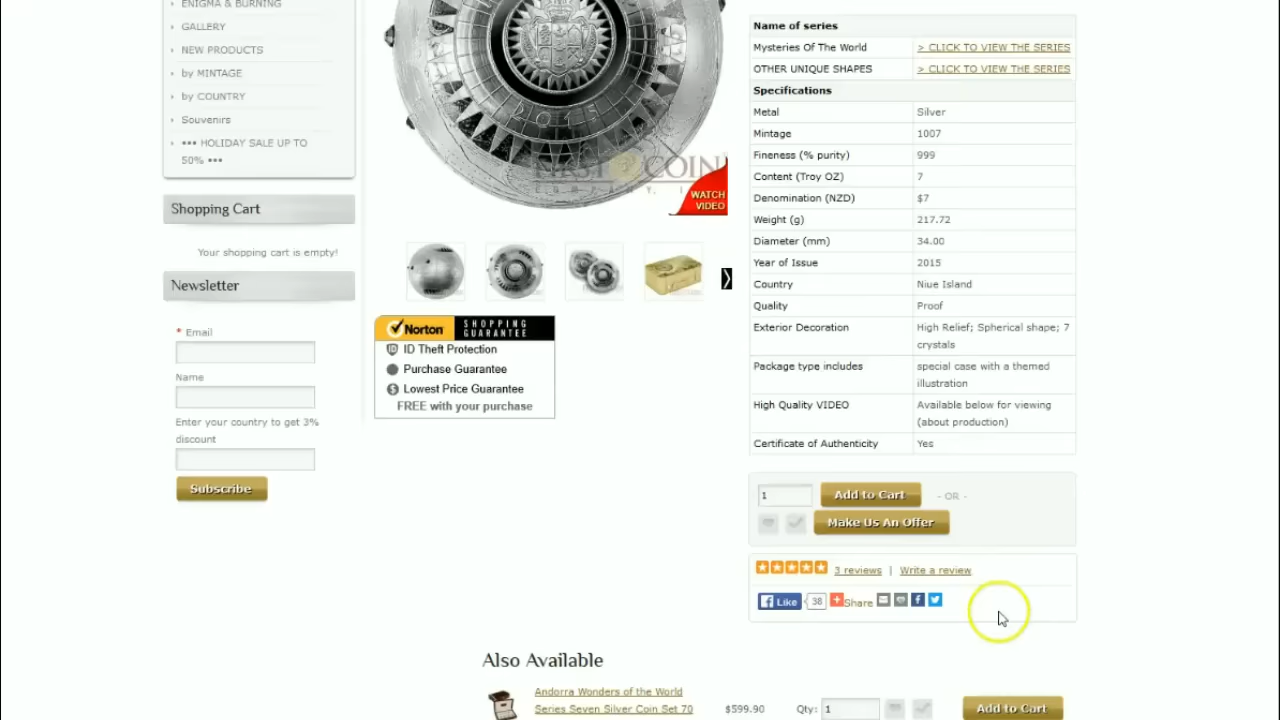 ENIGMA & BURNING
GALLERY
NEW PRODUCTS
by MINTAGE
by COUNTRY
Souvenirs
••• HOLIDAY SALE UP TO
50% •••
Shopping Cart
Your shopping cart is empty!
Newsletter
* Email
Name
Enter your country to get 3%
discount
Subscribe
2015
COIN
WATCH
VIDEO
Norton SHOPPING
GUARANTEE
ID Theft Protection
Purchase Guarantee
$ Lowest Price Guarantee
FREE with your purchase
Name of series
Mysteries Of The World > CLICK TO VIEW THE SERIES
OTHER UNIQUE SHAPES > CLICK TO VIEW THE SERIES
Specifications
Metal Silver
Mintage 1007
Fineness (% purity) 999
Content (Troy OZ) 7
Denomination (NZD) $7
Weight (g) 217.72
Diameter (mm) 34.00
Year of Issue 2015
Country Niue Island
Quality Proof
Exterior Decoration High Relief; Spherical shape; 7
crystals
Package type includes special case with a themed
illustration
High Quality VIDEO Available below for viewing
(about production)
Certificate of Authenticity Yes
1 Add to Cart - OR -
Make Us An Offer
3 reviews | Write a review
Like 38 Share
Also Available
Andorra Wonders of the World
Series Seven Silver Coin Set 70 $599.90 Qty: 1 Add to Cart